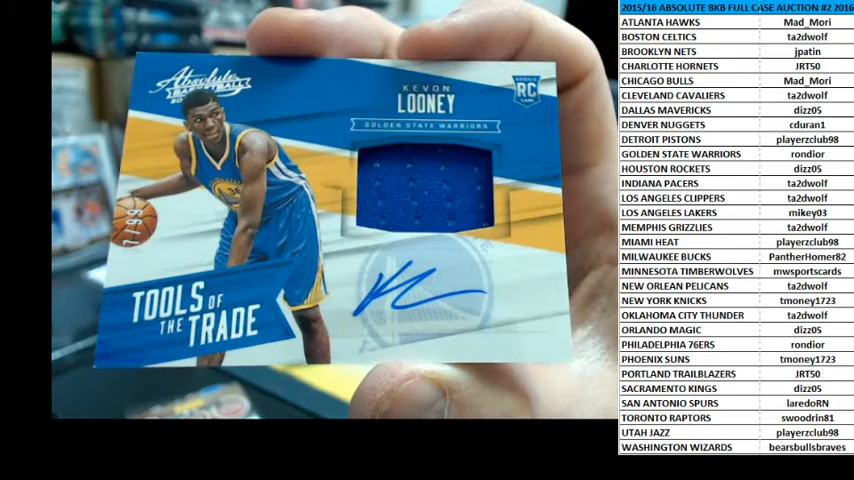 Absolute
BASKETBALL
KEVON
LOONEY
GOLDEN STATE WARRIORS
ROOKIE
RC
CARD
7/99
TOOLS OF
THE TRADE
2015/16 ABSOLUTE BKB FULL CASE AUCTION #2 2016
ATLANTA HAWKS Mad_Mori
BOSTON CELTICS ta2dwolf
BROOKLYN NETS jpatin
CHARLOTTE HORNETS JRT50
CHICAGO BULLS Mad_Mori
CLEVELAND CAVALIERS ta2dwolf
DALLAS MAVERICKS dizz05
DENVER NUGGETS cduran1
DETROIT PISTONS playerzclub98
GOLDEN STATE WARRIORS rondior
HOUSTON ROCKETS dizz05
INDIANA PACERS ta2dwolf
LOS ANGELES CLIPPERS ta2dwolf
LOS ANGELES LAKERS mikey03
MEMPHIS GRIZZLIES ta2dwolf
MIAMI HEAT playerzclub98
MILWAUKEE BUCKS PantherHomer82
MINNESOTA TIMBERWOLVES mwsportscards
NEW ORLEAN PELICANS ta2dwolf
NEW YORK KNICKS tmoney1723
OKLAHOMA CITY THUNDER ta2dwolf
ORLANDO MAGIC dizz05
PHILADELPHIA 76ERS rondior
PHOENIX SUNS tmoney1723
PORTLAND TRAILBLAZERS JRT50
SACRAMENTO KINGS dizz05
SAN ANTONIO SPURS laredoRN
TORONTO RAPTORS swoodrin81
UTAH JAZZ playerzclub98
WASHINGTON WIZARDS bearsbullsbraves